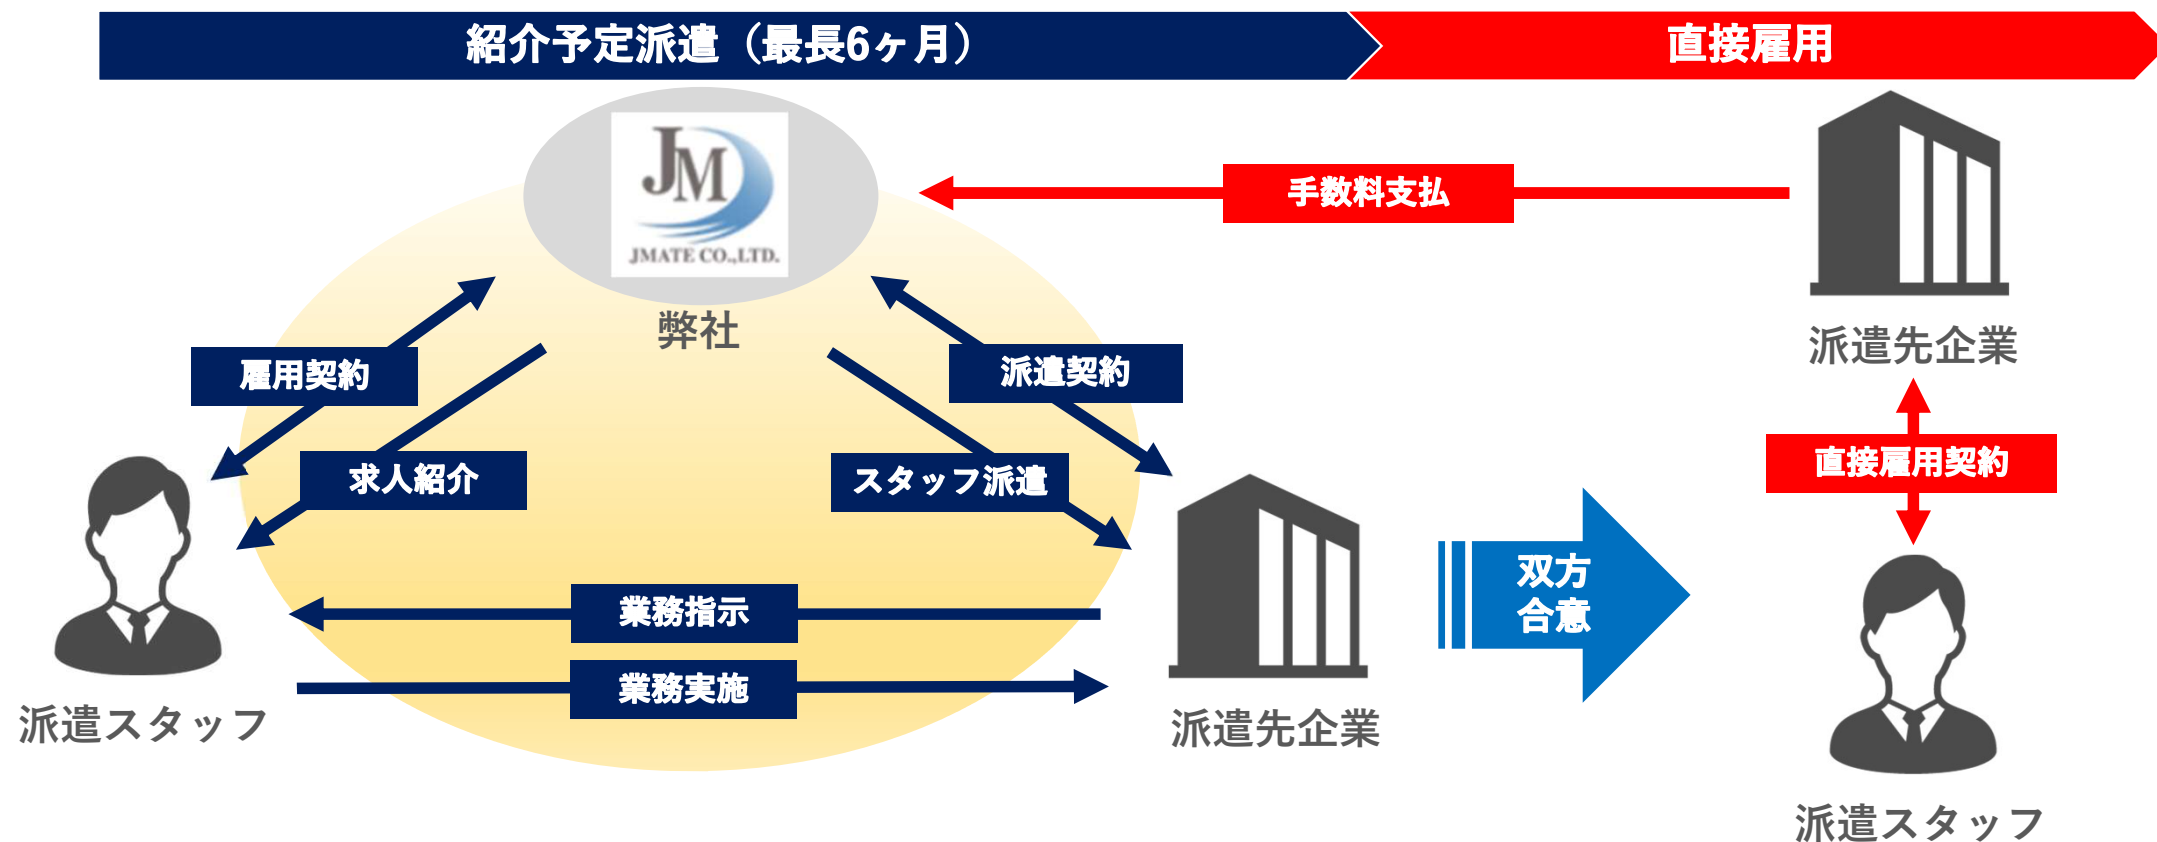 紹介予定派遣（最長6ヶ月）
直接雇用
JM
JMATE CO.,LTD.
弊社
手数料支払
派遣先企業
雇用契約
派遣契約
求人紹介
スタッフ派遣
直接雇用契約
双方
合意
業務指示
業務実施
派遣スタッフ
派遣先企業
派遣スタッフ